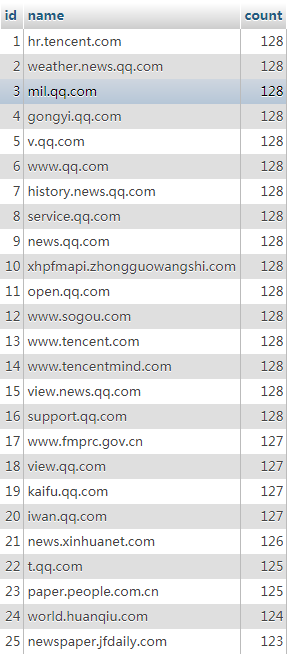 id name count
1 hr.tencent.com 128
2 weather.news.qq.com 128
3 mil.qq.com 128
4 gongyi.qq.com 128
5 v.qq.com 128
6 www.qq.com 128
7 history.news.qq.com 128
8 service.qq.com 128
9 news.qq.com 128
10 xhpfmapi.zhongguowangshi.com 128
11 open.qq.com 128
12 www.sogou.com 128
13 www.tencent.com 128
14 www.tencentmind.com 128
15 view.news.qq.com 128
16 support.qq.com 128
17 www.fmprc.gov.cn 127
18 view.qq.com 127
19 kaifu.qq.com 127
20 iwan.qq.com 127
21 news.xinhuanet.com 126
22 t.qq.com 125
23 paper.people.com.cn 125
24 world.huanqiu.com 124
25 newspaper.jfdaily.com 123